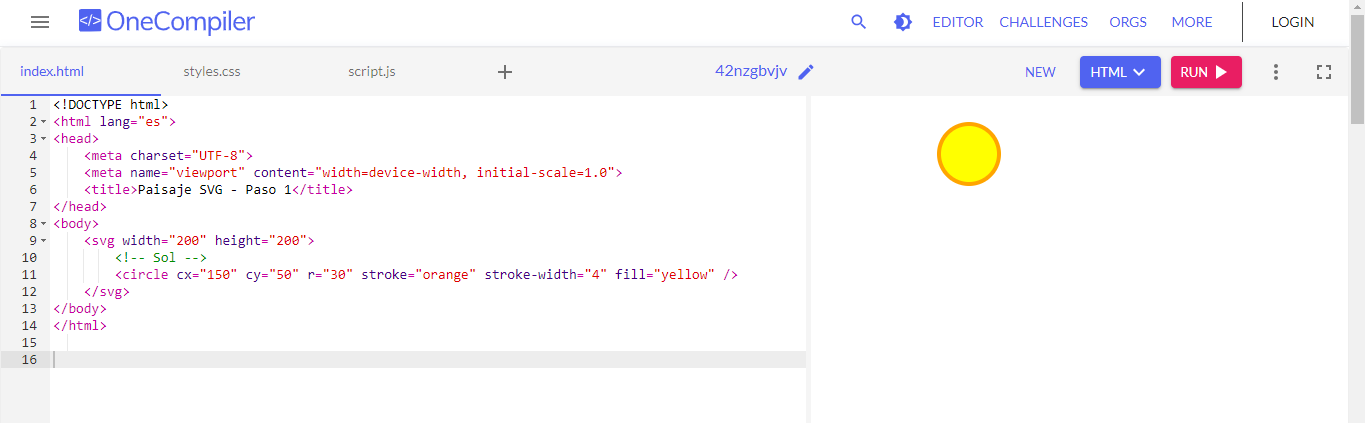 </> OneCompiler EDITOR CHALLENGES ORGS MORE LOGIN
index.html styles.css script.js + 42nzgbvjv NEW HTML RUN
1 <!DOCTYPE html>
2 <html lang="es">
3 <head>
4 <meta charset="UTF-8">
5 <meta name="viewport" content="width=device-width, initial-scale=1.0">
6 <title>Paisaje SVG - Paso 1</title>
7 </head>
8 <body>
9 <svg width="200" height="200">
10 <!-- Sol -->
11 <circle cx="150" cy="50" r="30" stroke="orange" stroke-width="4" fill="yellow" />
12 </svg>
13 </body>
14 </html>
15
16